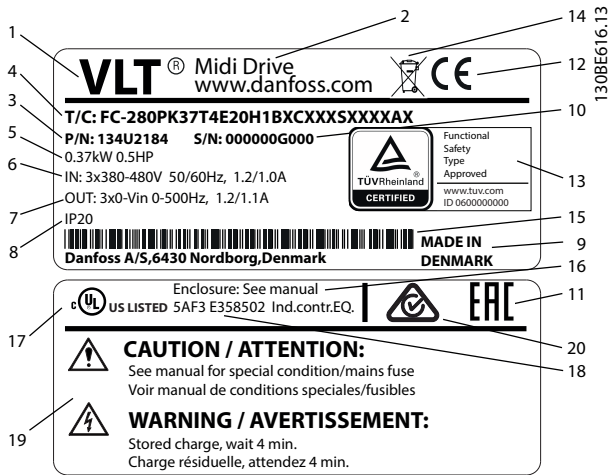 1
2
14
130BE616.13
VLT ® Midi Drive
www.danfoss.com
CE
12
4
T/C: FC-280PK37T4E20H1BXCXXXSXXXXAX
10
3
P/N: 134U2184 S/N: 000000G000
5
0.37kW 0.5HP
6
IN: 3x380-480V 50/60Hz, 1.2/1.0A
7
OUT: 3x0-Vin 0-500Hz, 1.2/1.1A
8
IP20
TÜVRheinland
CERTIFIED
Functional
Safety
Type
Approved
www.tuv.com
ID 0600000000
13
15
MADE IN
DENMARK
9
Danfoss A/S,6430 Nordborg,Denmark
16
Enclosure: See manual
c UL US LISTED 5AF3 E358502 Ind.contr.EQ.
EAC
11
17
20
18
CAUTION / ATTENTION:
See manual for special condition/mains fuse
Voir manual de conditions speciales/fusibles
19
WARNING / AVERTISSEMENT:
Stored charge, wait 4 min.
Charge résiduelle, attendez 4 min.